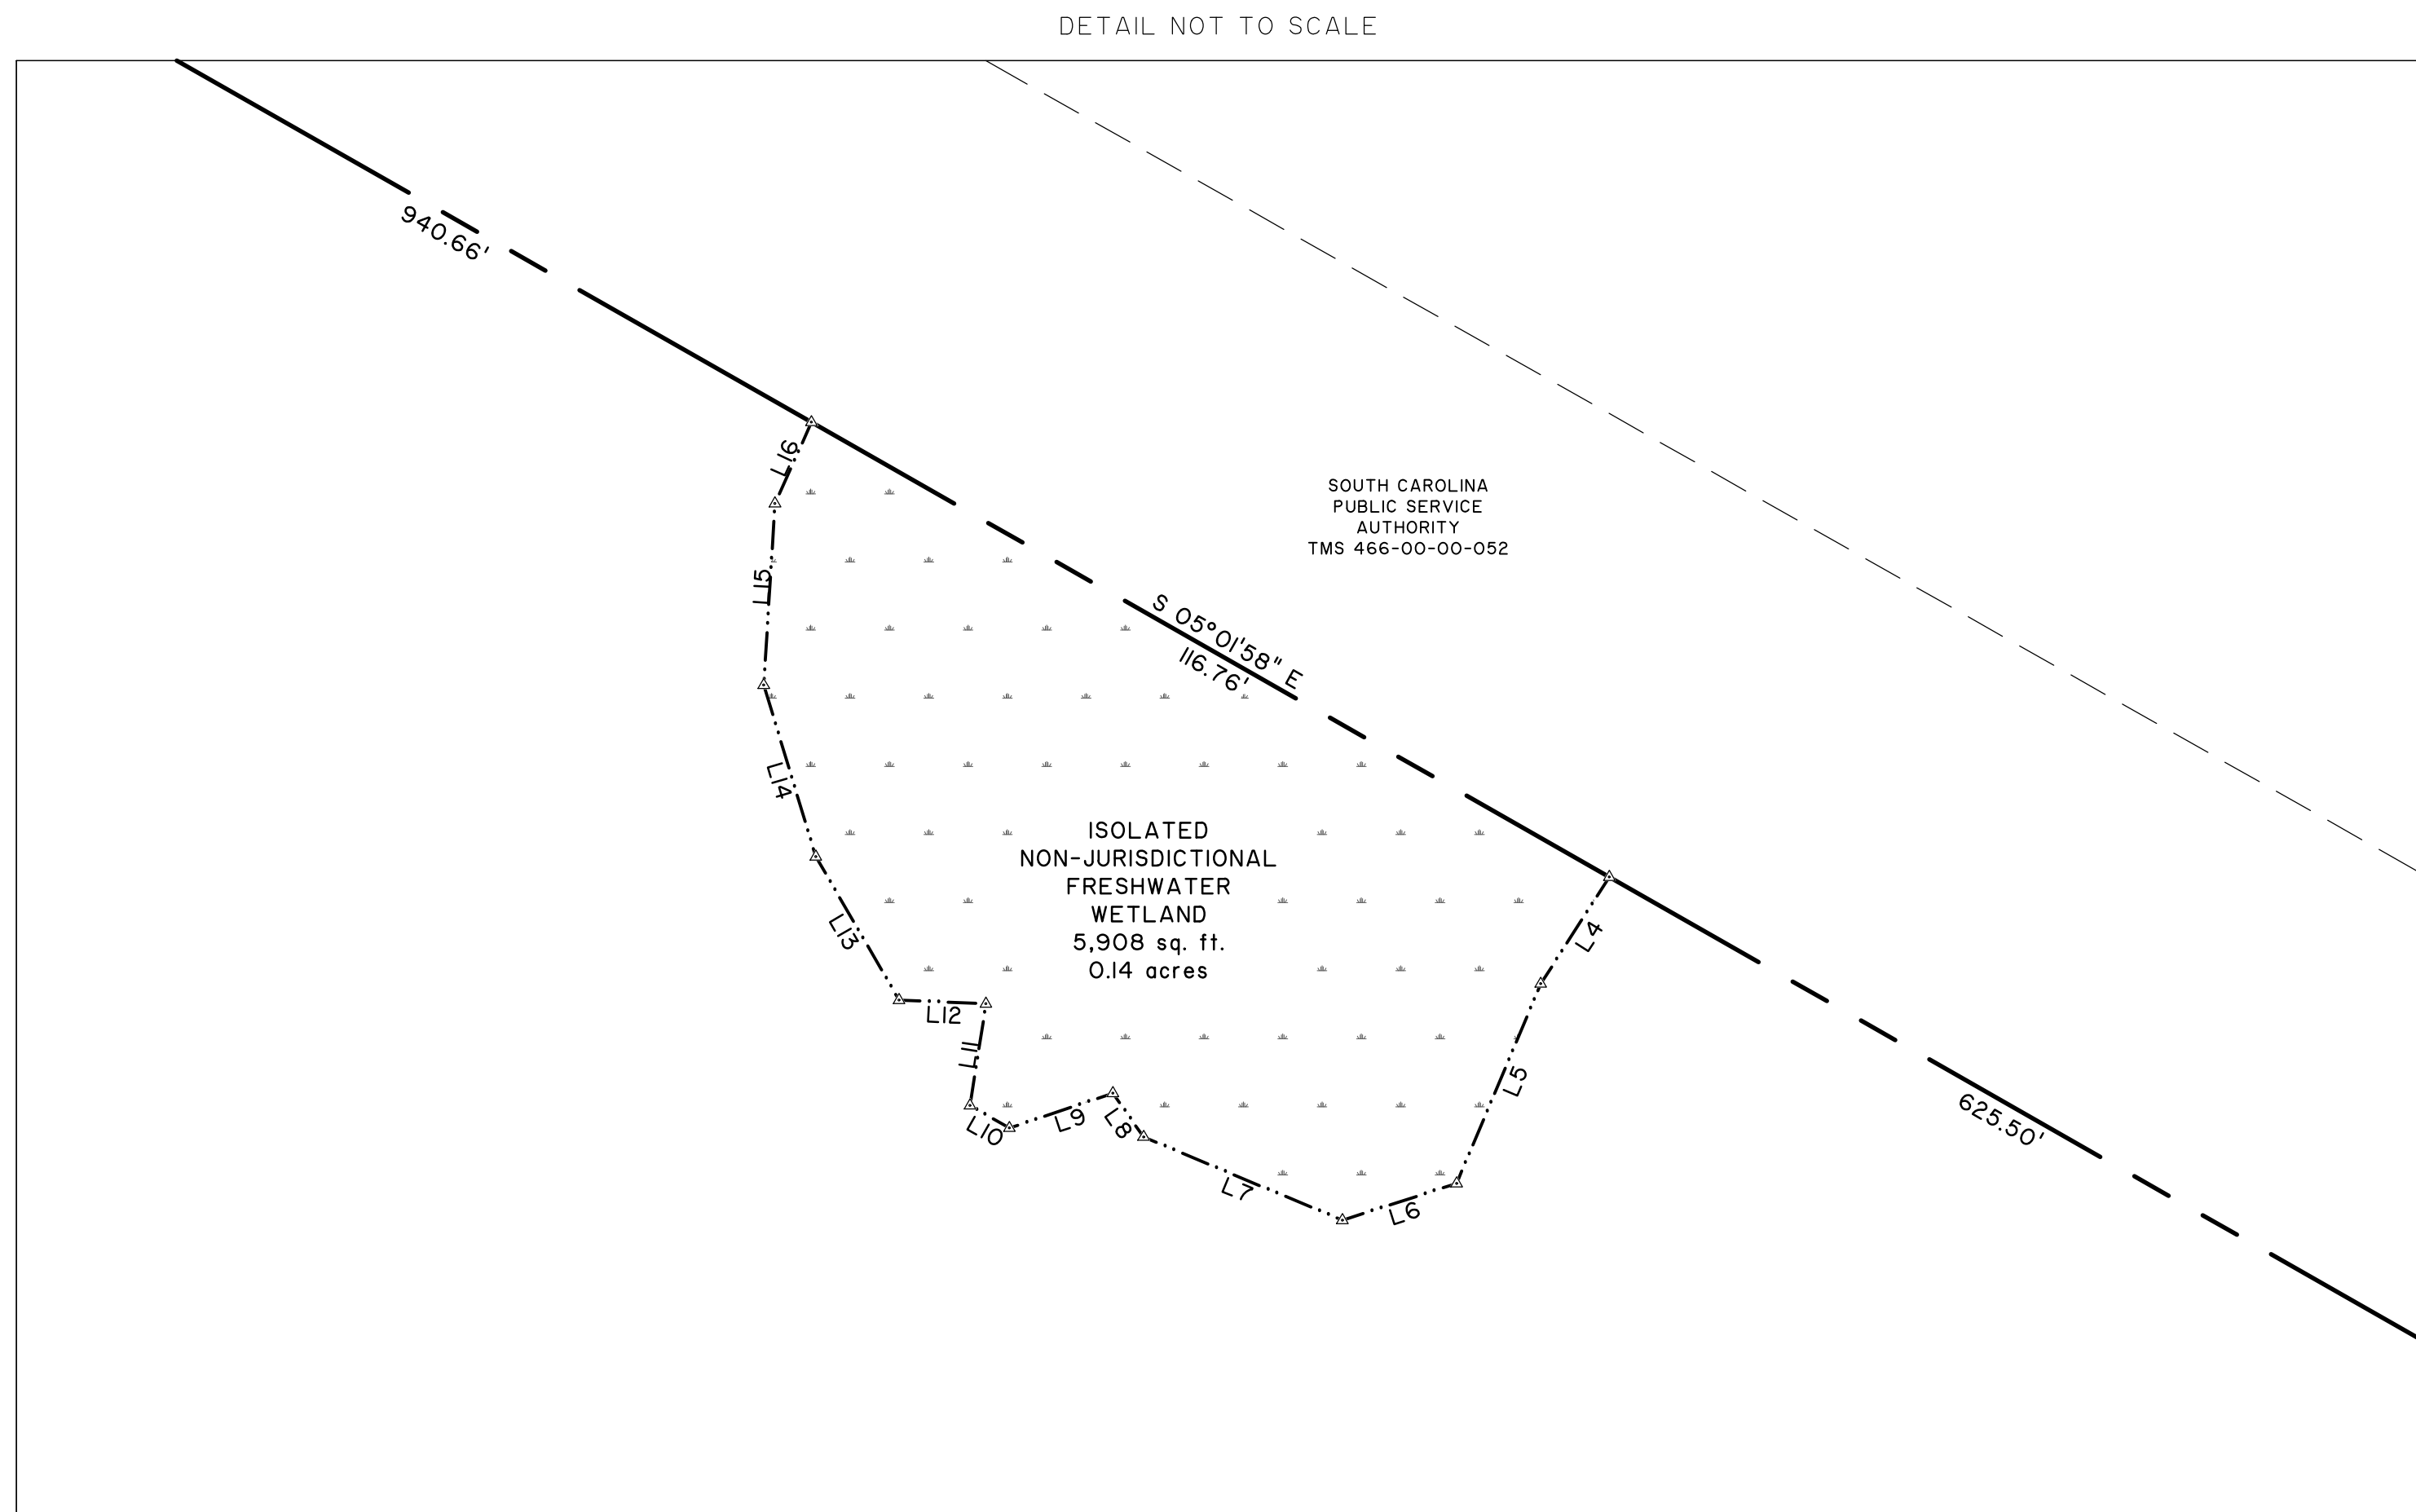 DETAIL NOT TO SCALE
940.66'
L16
SOUTH CAROLINA
PUBLIC SERVICE
AUTHORITY
TMS 466-00-00-052
L15
S 05°01'58" E
116.76'
L14
ISOLATED
NON-JURISDICTIONAL
FRESHWATER
WETLAND
5,908 sq. ft.
0.14 acres
L13
L4
L12
L11
L5
L10
L9
L8
625.50'
L7
L6